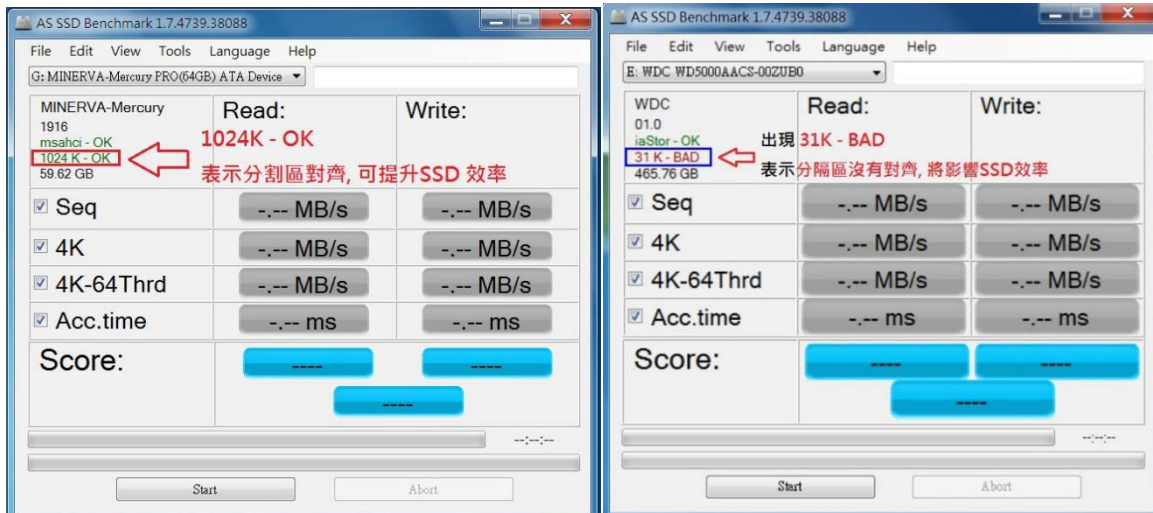 AS SSD Benchmark 1.7.4739.38088
File Edit View Tools Language Help
G: MINERVA-Mercury PRO(64GB) ATA Device
MINERVA-Mercury
1916
msahci - OK
1024 K - OK
59.62 GB
Read:
Write:
1024K - OK
表示分割區對齊, 可提升SSD 效率
Seq
-.-- MB/s
-.-- MB/s
4K
-.-- MB/s
-.-- MB/s
4K-64Thrd
-.-- MB/s
-.-- MB/s
Acc.time
-.-- ms
-.-- ms
Score:
----
----
----
--:--:--
Start
Abort
AS SSD Benchmark 1.7.4739.38088
File Edit View Tools Language Help
E: WDC WD5000AACS-00ZUB0
WDC
01.0
iaStor - OK
31 K - BAD
465.76 GB
Read:
Write:
出現 31K - BAD
表示分隔區沒有對齊, 將影響SSD效率
Seq
-.-- MB/s
-.-- MB/s
4K
-.-- MB/s
-.-- MB/s
4K-64Thrd
-.-- MB/s
-.-- MB/s
Acc.time
-.-- ms
-.-- ms
Score:
----
----
----
--:--:--
Start
Abort